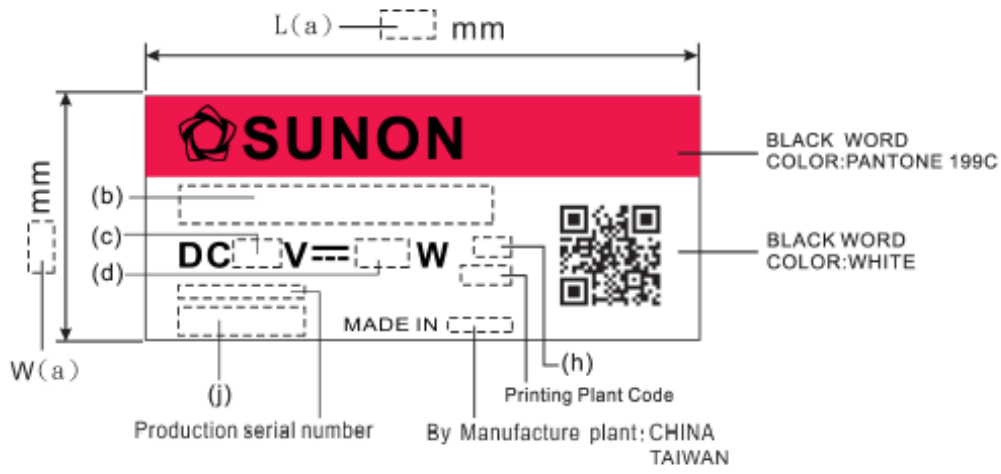 L(a) mm
SUNON
BLACK WORD
COLOR:PANTONE 199C
mm
(b)
(c)
DC V W
(d)
BLACK WORD
COLOR:WHITE
MADE IN
W(a)
(j)
(h)
Printing Plant Code
Production serial number
By Manufacture plant: CHINA
TAIWAN